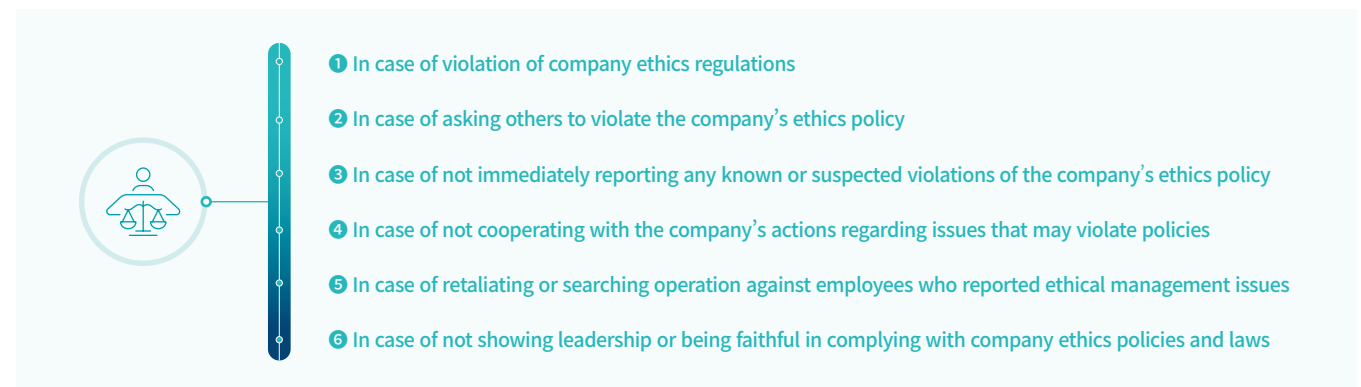 ❶ In case of violation of company ethics regulations
❷ In case of asking others to violate the company’s ethics policy
❸ In case of not immediately reporting any known or suspected violations of the company’s ethics policy
❹ In case of not cooperating with the company’s actions regarding issues that may violate policies
❺ In case of retaliating or searching operation against employees who reported ethical management issues
❻ In case of not showing leadership or being faithful in complying with company ethics policies and laws